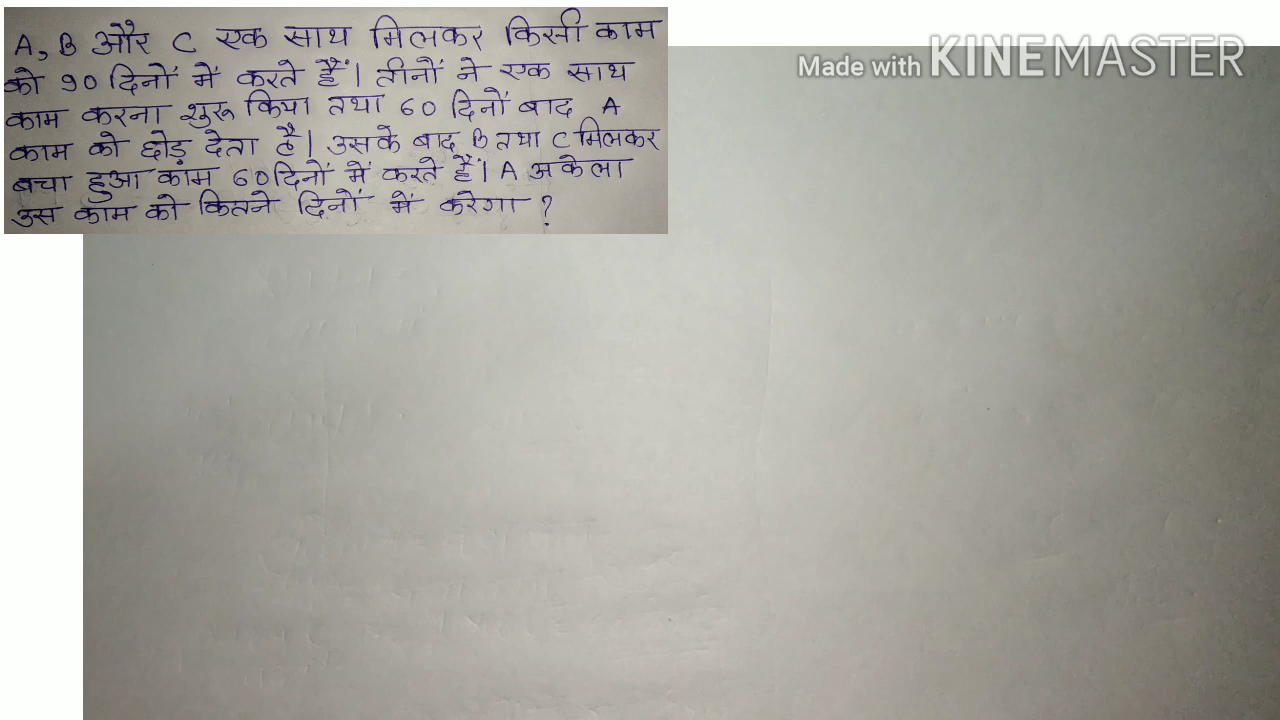 A, B और C एक साथ मिलकर किसी काम
को 90 दिनों में करते हैं। तीनों ने एक साथ
काम करना शुरू किया तथा 60 दिनों बाद A
काम को छोड़ देता है। उसके बाद B तथा C मिलकर
बचा हुआ काम 60 दिनों में करते हैं। A अकेला
उस काम को कितने दिनों में करेगा ?
Made with KINEMASTER